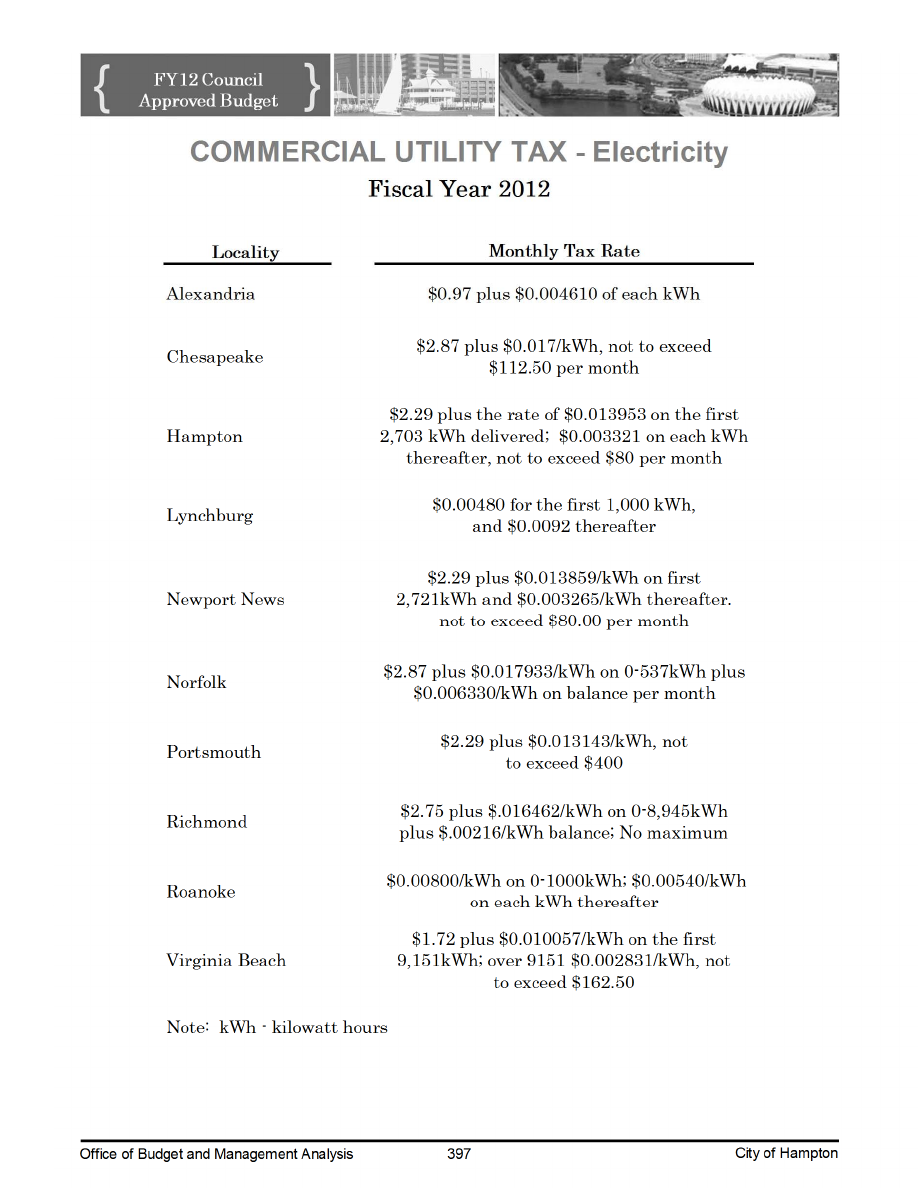 FY12 Council
Approved Budget
COMMERCIAL UTILITY TAX - Electricity
Fiscal Year 2012
Locality Monthly Tax Rate
Alexandria $0.97 plus $0.004610 of each kWh
Chesapeake $2.87 plus $0.017/kWh, not to exceed
$112.50 per month
Hampton $2.29 plus the rate of $0.013953 on the first
2,703 kWh delivered; $0.003321 on each kWh
thereafter, not to exceed $80 per month
Lynchburg $0.00480 for the first 1,000 kWh,
and $0.0092 thereafter
Newport News $2.29 plus $0.013859/kWh on first
2,721kWh and $0.003265/kWh thereafter.
not to exceed $80.00 per month
Norfolk $2.87 plus $0.017933/kWh on 0-537kWh plus
$0.006330/kWh on balance per month
Portsmouth $2.29 plus $0.013143/kWh, not
to exceed $400
Richmond $2.75 plus $.016462/kWh on 0-8,945kWh
plus $.00216/kWh balance; No maximum
Roanoke $0.00800/kWh on 0-1000kWh; $0.00540/kWh
on each kWh thereafter
Virginia Beach $1.72 plus $0.010057/kWh on the first
9,151kWh; over 9151 $0.002831/kWh, not
to exceed $162.50
Note: kWh - kilowatt hours
Office of Budget and Management Analysis 397 City of Hampton